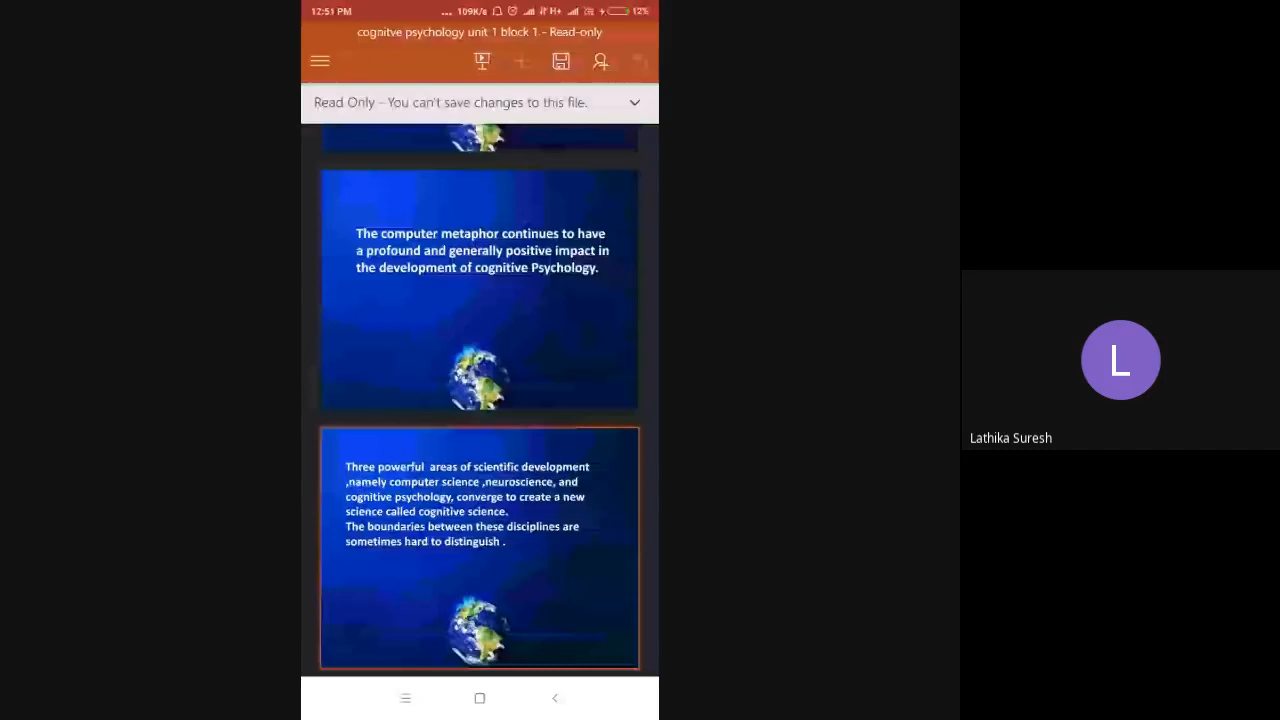 12:51 PM
... 109K/s H+ 12%
cognitve psychology unit 1 block 1 - Read-only
Read Only - You can't save changes to this file.
The computer metaphor continues to have
a profound and generally positive impact in
the development of cognitive Psychology.
Three powerful areas of scientific development
,namely computer science ,neuroscience, and
cognitive psychology, converge to create a new
science called cognitive science.
The boundaries between these disciplines are
sometimes hard to distinguish .
L
Lathika Suresh